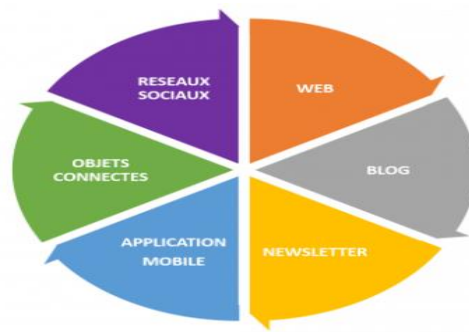 RESEAUX
SOCIAUX
WEB
OBJETS
CONNECTES
BLOG
APPLICATION
MOBILE
NEWSLETTER